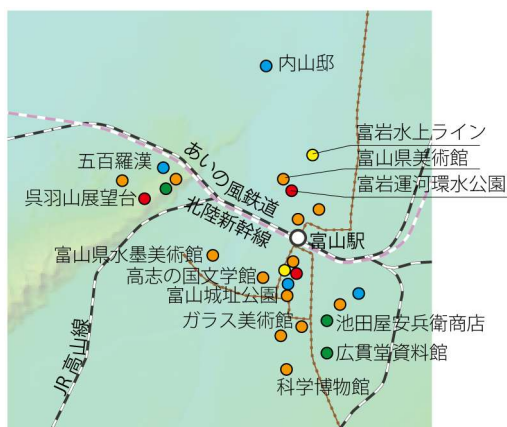 内山邸
富岩水上ライン
富山県美術館
富岩運河環水公園
五百羅漢
呉羽山展望台
あいの風鉄道
北陸新幹線
富山駅
富山県水墨美術館
高志の国文学館
富山城址公園
ガラス美術館
池田屋安兵衛商店
広貫堂資料館
科学博物館
JR高山線